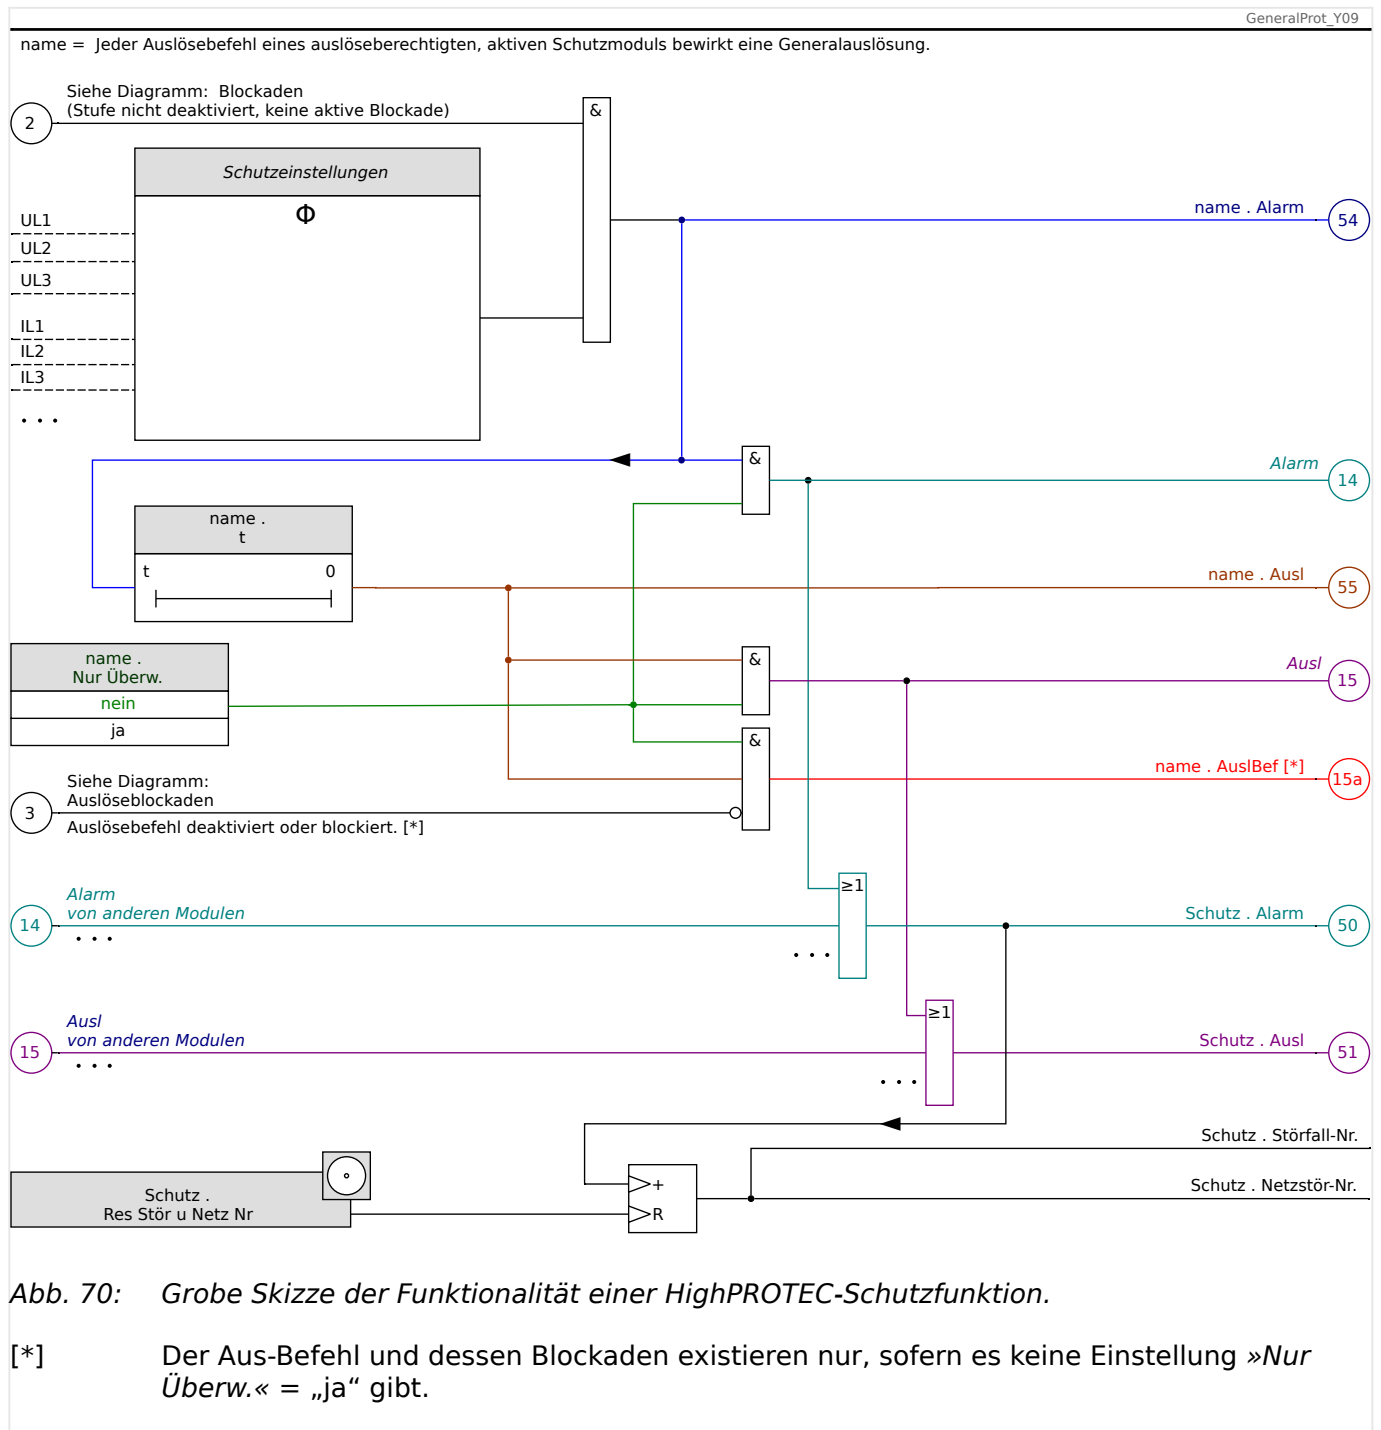 GeneralProt_Y09
name = Jeder Auslösebefehl eines auslöseberechtigten, aktiven Schutzmoduls bewirkt eine Generalauslösung.
Siehe Diagramm: Blockaden
(Stufe nicht deaktiviert, keine aktive Blockade)
2
&
Schutzeinstellungen
Φ
UL1
UL2
UL3
IL1
IL2
IL3
. . .
name . Alarm
54
&
Alarm
14
name .
t
t 0
name . Ausl
55
name .
Nur Überw.
nein
ja
&
Ausl
15
&
name . AuslBef [*]
15a
Siehe Diagramm:
Auslöseblockaden
3
Auslösebefehl deaktiviert oder blockiert. [*]
Alarm
von anderen Modulen
14
. . .
≥1
. . .
Schutz . Alarm
50
Ausl
von anderen Modulen
15
. . .
≥1
. . .
Schutz . Ausl
51
Schutz .
Res Stör u Netz Nr
+
R
Schutz . Störfall-Nr.
Schutz . Netzstör-Nr.
Abb. 70: Grobe Skizze der Funktionalität einer HighPROTEC-Schutzfunktion.
[*] Der Aus-Befehl und dessen Blockaden existieren nur, sofern es keine Einstellung »Nur
Überw.« = „ja“ gibt.